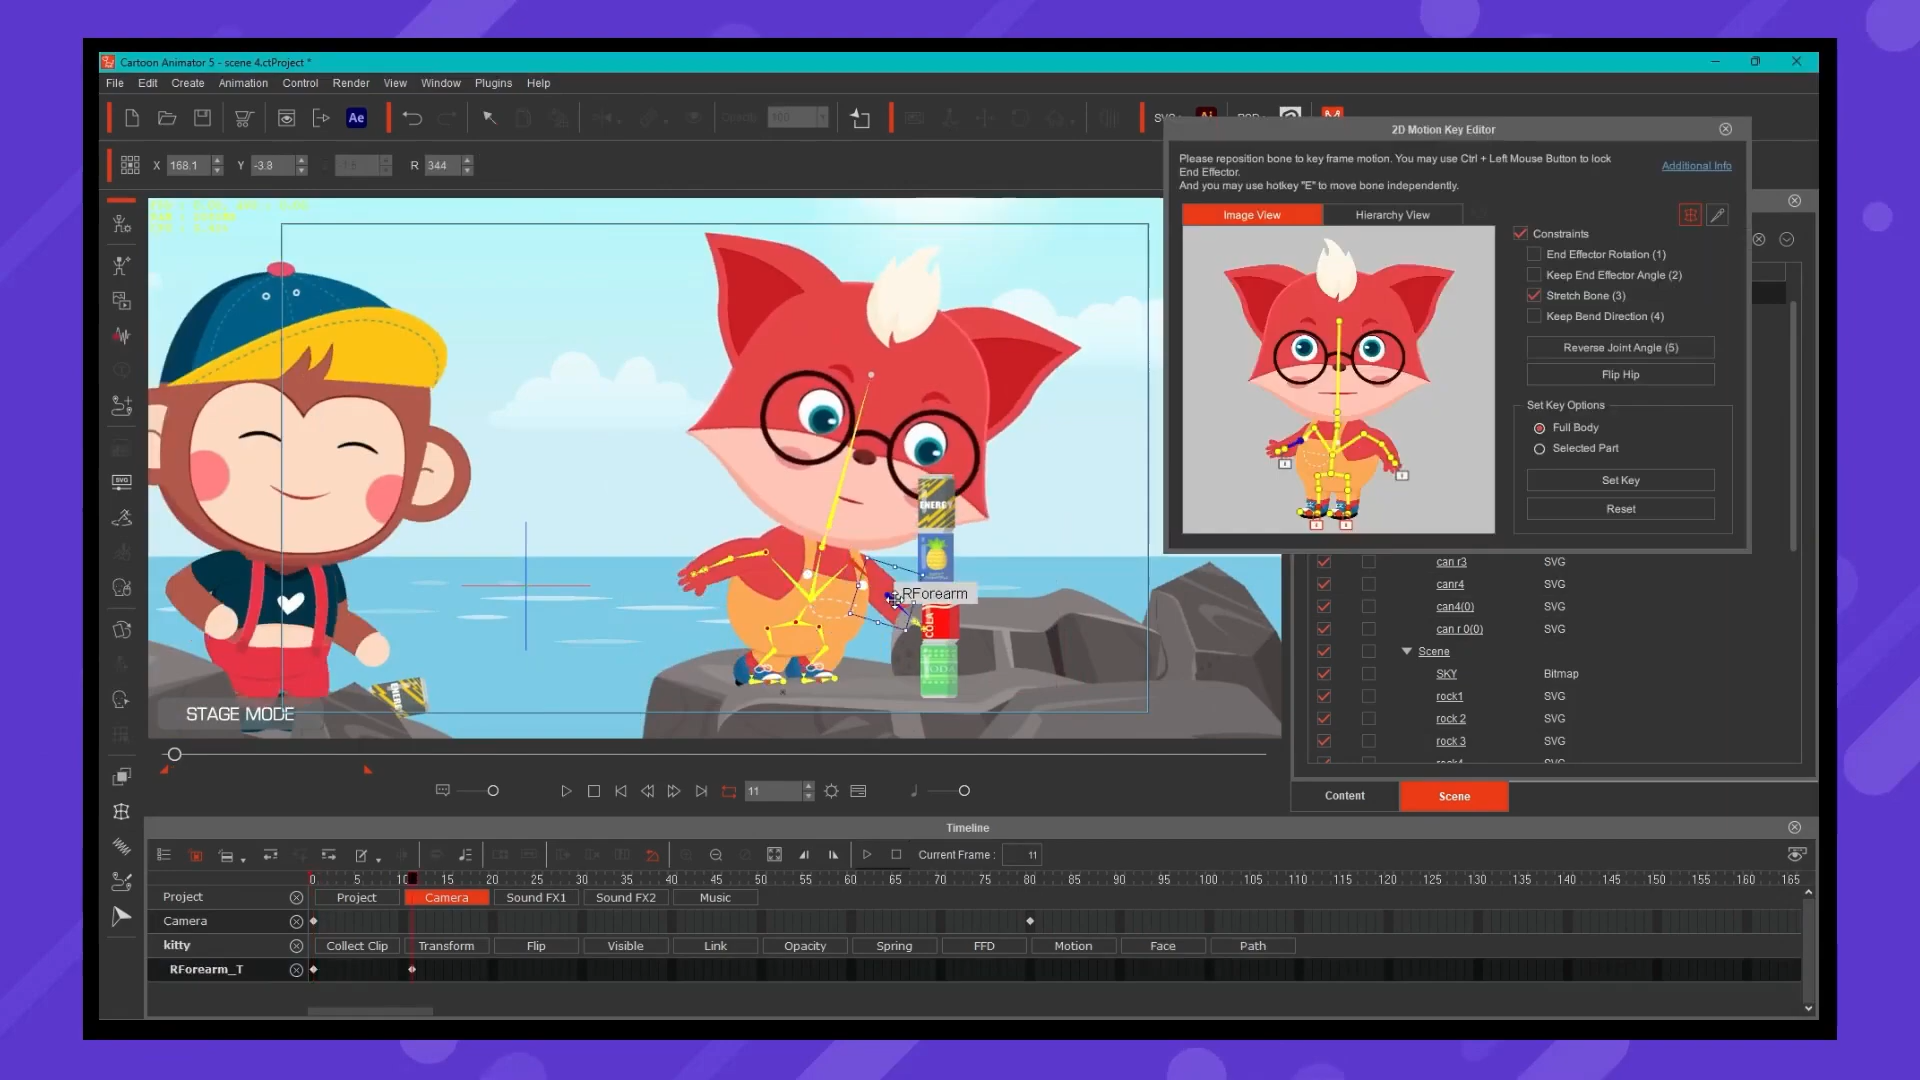 Cartoon Animator 5 - scene 4.ctProject *
File Edit Create Animation Control Render View Window Plugins Help
Ae
Opacity 100
X 168.1 Y -3.8 R 344
2D Motion Key Editor
Please reposition bone to key frame motion. You may use Ctrl + Left Mouse Button to lock
End Effector.
And you may use hotkey "E" to move bone independently.
Additional Info
Image View Hierarchy View
Constraints
End Effector Rotation (1)
Keep End Effector Angle (2)
Stretch Bone (3)
Keep Bend Direction (4)
Reverse Joint Angle (5)
Flip Hip
Set Key Options
Full Body
Selected Part
Set Key
Reset
ENERGY
RForearm
COLA
SODA
ENERGY
STAGE MODE
SVG
can r3 SVG
canr4 SVG
can4(0) SVG
can r 0(0) SVG
Scene
SKY Bitmap
rock1 SVG
rock 2 SVG
rock 3 SVG
rock4 SVG
11
Content Scene
Timeline
Current Frame : 11
0 5 10 15 20 25 30 35 40 45 50 55 60 65 70 75 80 85 90 95 100 105 110 115 120 125 130 135 140 145 150 155 160 165
Project Project Camera Sound FX1 Sound FX2 Music
Camera
kitty Collect Clip Transform Flip Visible Link Opacity Spring FFD Motion Face Path
RForearm_T